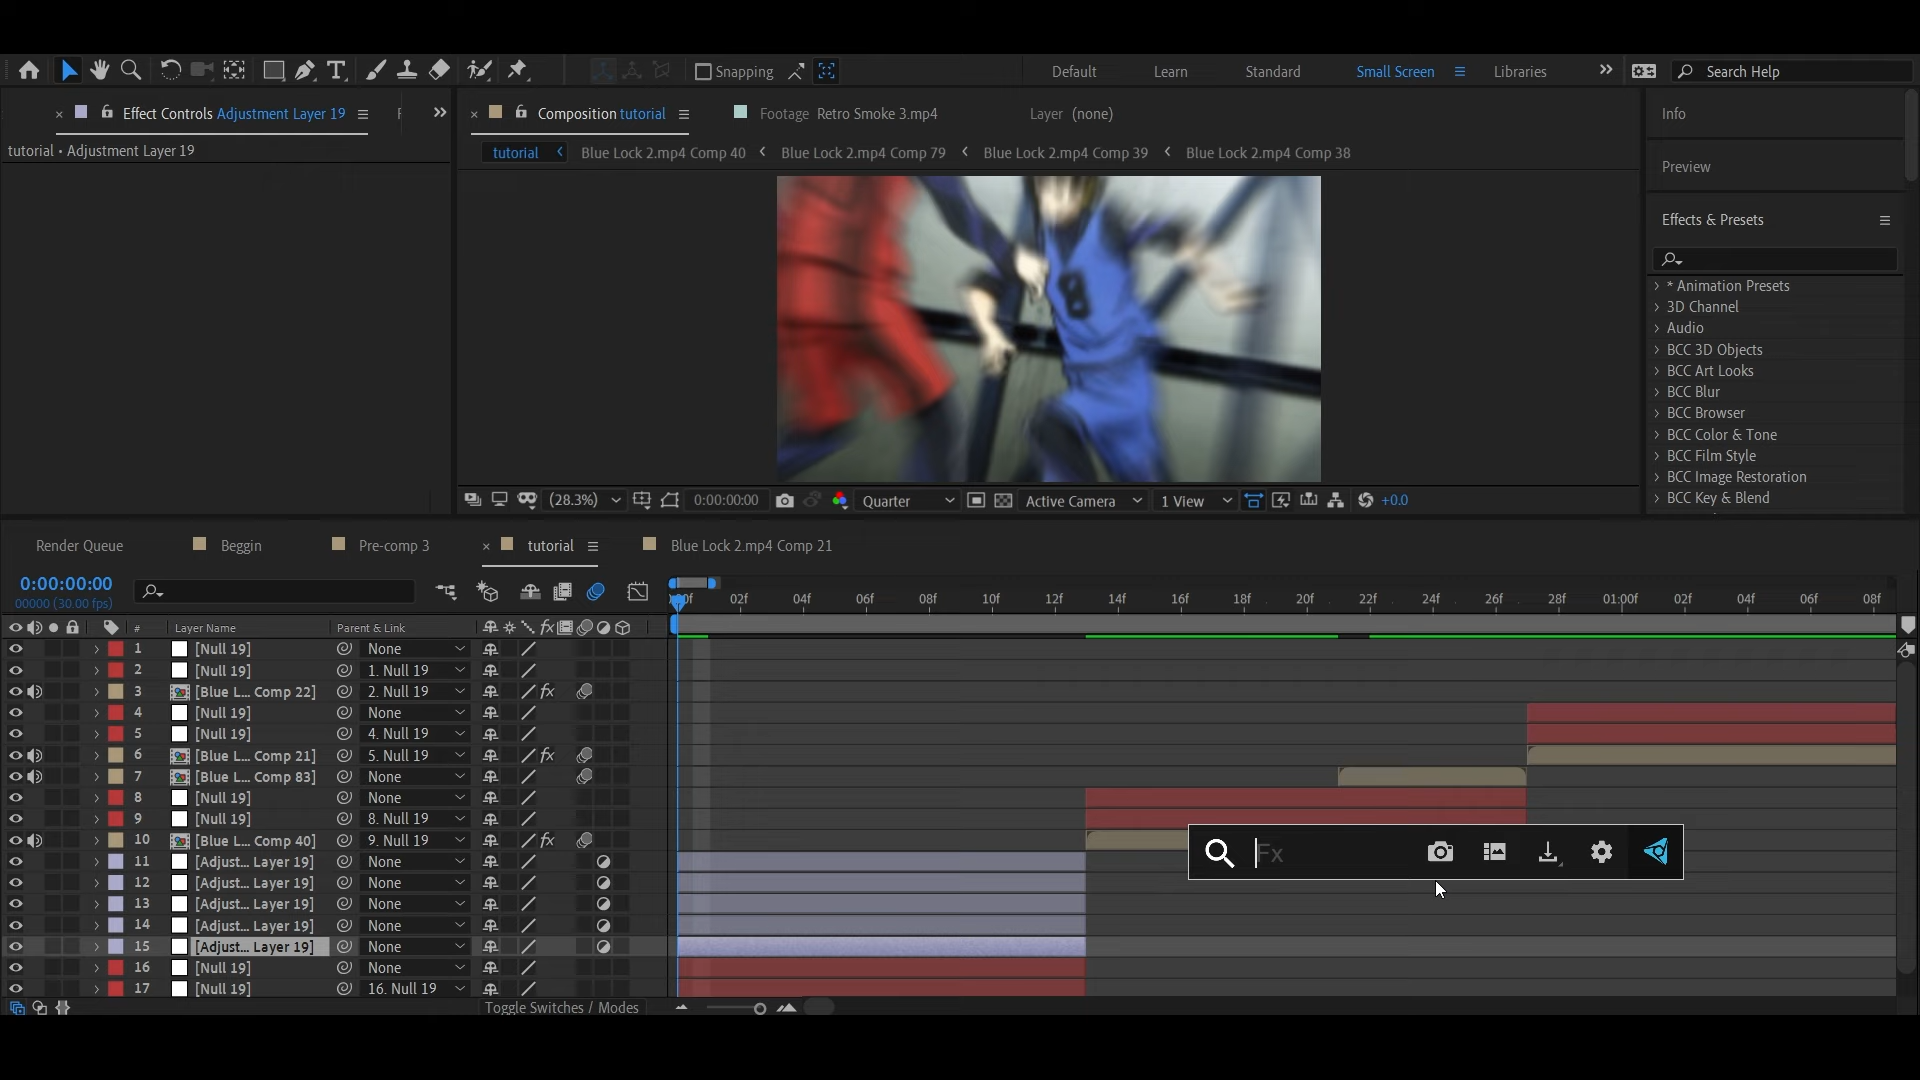 Snapping
Default
Learn
Standard
Small Screen
Libraries
Search Help
Effect Controls Adjustment Layer 19
Composition tutorial
Footage Retro Smoke 3.mp4
Layer (none)
tutorial • Adjustment Layer 19
tutorial
Blue Lock 2.mp4 Comp 40
Blue Lock 2.mp4 Comp 79
Blue Lock 2.mp4 Comp 39
Blue Lock 2.mp4 Comp 38
Info
Preview
Effects & Presets
* Animation Presets
3D Channel
Audio
BCC 3D Objects
BCC Art Looks
BCC Blur
BCC Browser
BCC Color & Tone
BCC Film Style
BCC Image Restoration
BCC Key & Blend
8
(28.3%)
0:00:00:00
Quarter
Active Camera
1 View
+0.0
Render Queue
Beggin
Pre-comp 3
tutorial
Blue Lock 2.mp4 Comp 21
0:00:00:00
00000 (30.00 fps)
02f 04f 06f 08f 10f 12f 14f 16f 18f 20f 22f 24f 26f 28f 01:00f 02f 04f 06f 08f
# Layer Name Parent & Link fx
1 [Null 19] None
2 [Null 19] 1. Null 19
3 [Blue L... Comp 22] 2. Null 19 fx
4 [Null 19] None
5 [Null 19] 4. Null 19
6 [Blue L... Comp 21] 5. Null 19 fx
7 [Blue L... Comp 83] None
8 [Null 19] None
9 [Null 19] 8. Null 19
10 [Blue L... Comp 40] 9. Null 19 fx
Fx
11 [Adjust... Layer 19] None
12 [Adjust... Layer 19] None
13 [Adjust... Layer 19] None
14 [Adjust... Layer 19] None
15 [Adjust... Layer 19] None
16 [Null 19] None
17 [Null 19] 16. Null 19
Toggle Switches / Modes